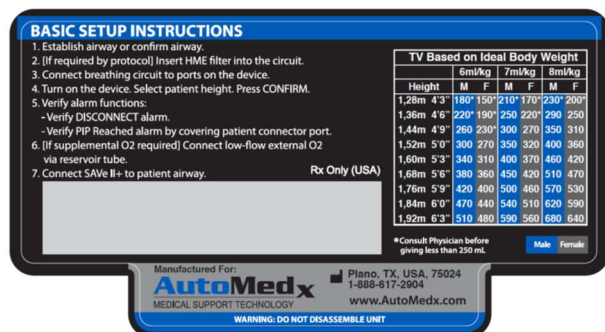 BASIC SETUP INSTRUCTIONS
1. Establish airway or confirm airway.
2. [If required by protocol] Insert HME filter into the circuit.
3. Connect breathing circuit to ports on the device.
4. Turn on the device. Select patient height. Press CONFIRM.
5. Verify alarm functions:
- Verify DISCONNECT alarm.
- Verify PIP Reached alarm by covering patient connector port.
6. [If supplemental O2 required] Connect low-flow external O2
via reservoir tube.
7. Connect SAVe II+ to patient airway.
Rx Only (USA)
TV Based on Ideal Body Weight
6ml/kg 7ml/kg 8ml/kg
Height M F M F M F
1,28m 4'3" 180* 150* 210* 170* 230* 200*
1,36m 4'6" 220* 190* 250 220* 290 250
1,44m 4'9" 260 230* 300 270 350 310
1,52m 5'0" 300 270 350 320 400 360
1,60m 5'3" 340 310 400 370 460 420
1,68m 5'6" 380 360 450 420 510 470
1,76m 5'9" 420 400 500 460 570 530
1,84m 6'0" 470 440 540 510 620 590
1,92m 6'3" 510 480 590 560 680 640
*Consult Physician before
giving less than 250 mL
Male Female
Manufactured For:
AutoMedx
MEDICAL SUPPORT TECHNOLOGY
Plano, TX, USA, 75024
1-888-617-2904
www.AutoMedx.com
WARNING: DO NOT DISASSEMBLE UNIT